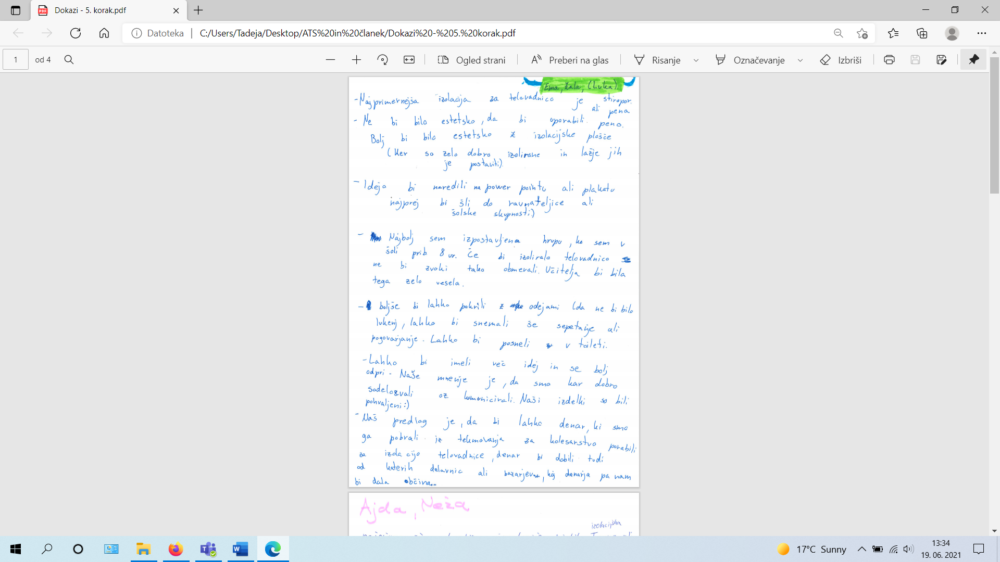 Dokazi - 5. korak.pdf
Datoteka | C:/Users/Tadeja/Desktop/ATS%20in%20članek/Dokazi%20-%205.%20korak.pdf
1 od 4 Ogled strani Preberi na glas Risanje Označevanje Izbriši
Ema, Žala, (Luka)
- Najprimernejša izolacija za telovadnico je stiropor.
ali pena
- Ne bi bilo estetsko, da bi uporabili peno.
Bolj bi bilo estetsko z izolacijske plošče
(Ker so zelo dobro izolirane in lažje jih
je postaviti).
- Ideja bi naredili na power pointu ali plakatu
najprej bi šli do ravnateljice ali
šolske skupnosti:)
- Najbolj sem izpostavljena hrupu, ko sem v
šoli prib. 8 ur. Če bi izolirala telovadnico
ne bi zvoki tako obmevali. Učitelja bi bila
tega zelo vesela.
- boljše bi lahko pokrili z odejami (da ne bi bilo
lukenj, lahko bi snemali še šepetanje ali
pogovarjanje. Lahko bi posneli v toileti.
- Lahko bi imeli več idej in se bolj
odpri - Naše mnenje je, da smo kar dobro
sodelozvali oz. komunicirali. Naši izdelki so bili
pohvaljeni:)
- Naš predlog je, da bi lahko denar, ki smo
ga pobrali iz tekmovanja za kolesarstvo porabili
za izdacijo telovadnice, denar bi dobili tudi
od katerih delavnic ali bazarjev, kaj denarja pa nam
bi dala občina...
Ajda, Neža
izolacijska
17°C Sunny
13:34
19. 06. 2021